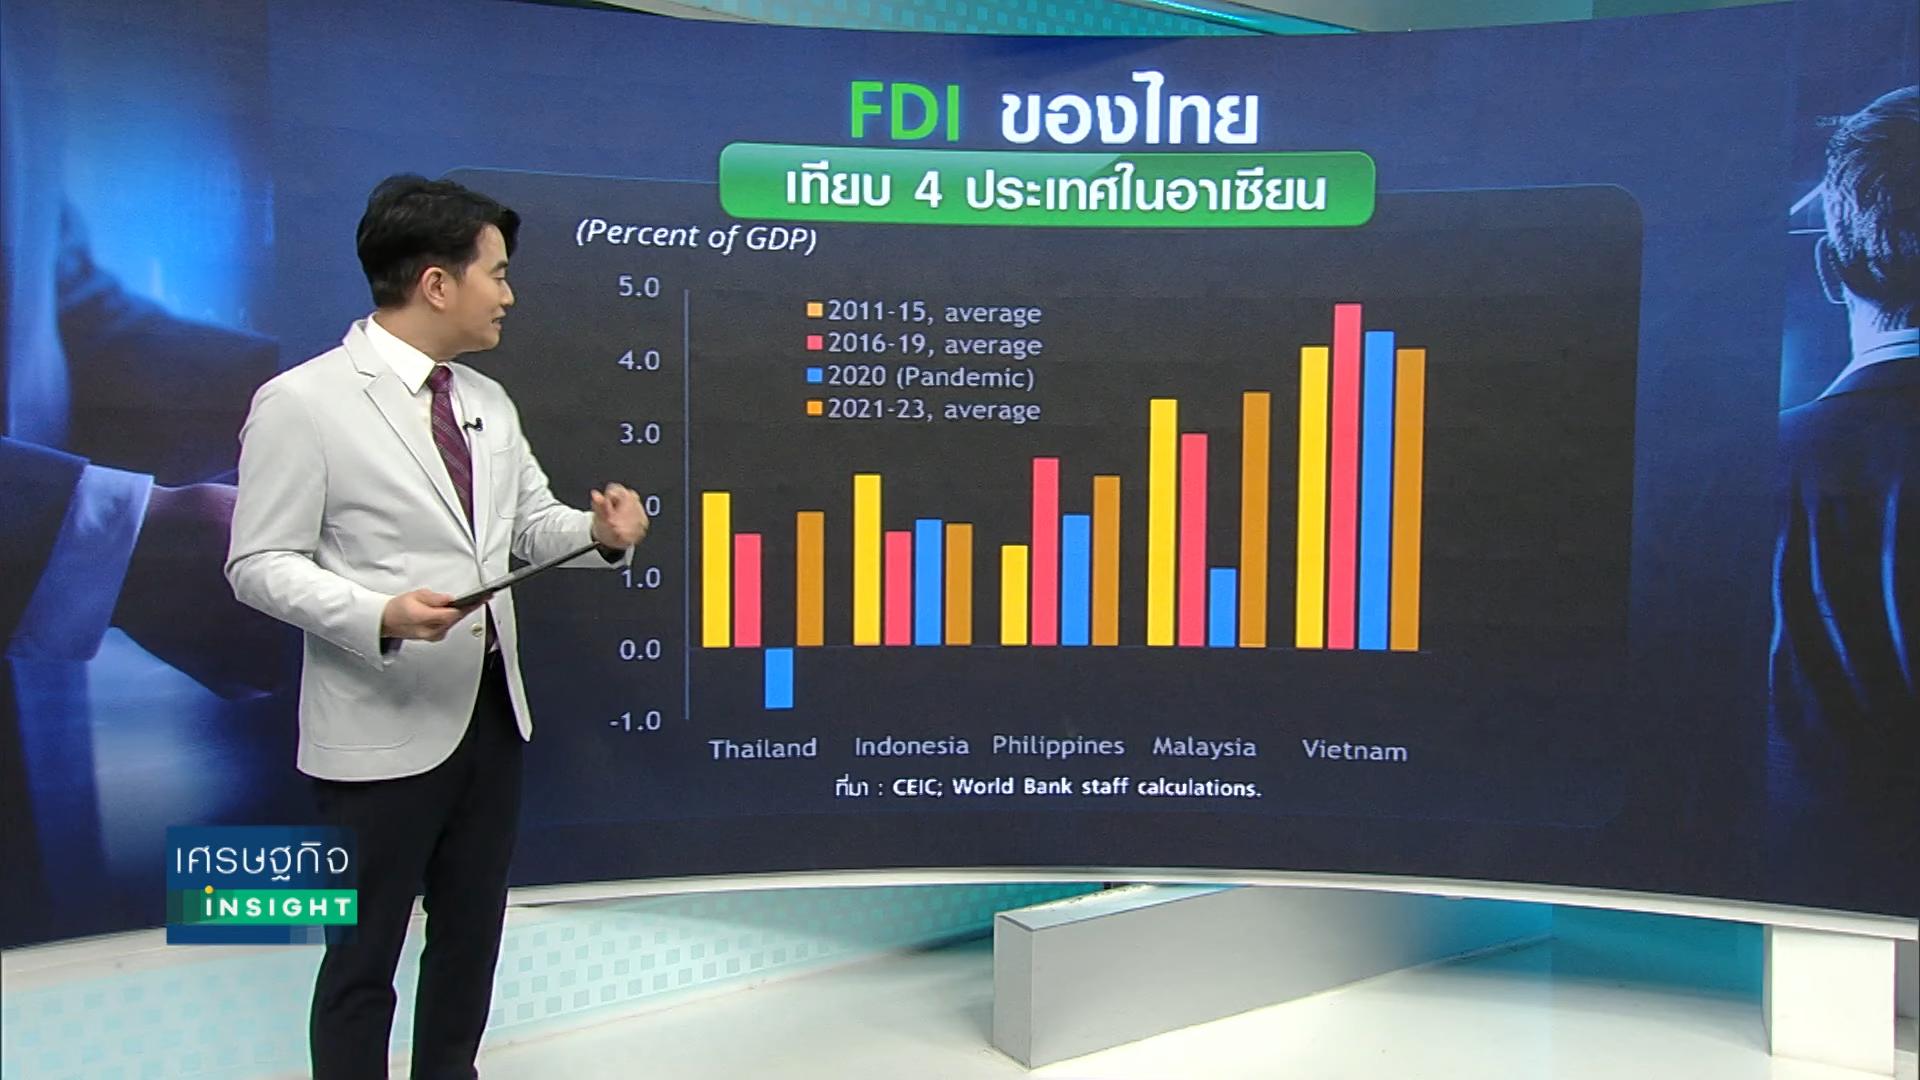 FDI ของไทย
เทียบ 4 ประเทศในอาเซียน
(Percent of GDP)
5.0
4.0
3.0
0
1.0
0.0
-1.0
2011-15, average
2016-19, average
2020 (Pandemic)
2021-23, average
Thailand Indonesia Philippines Malaysia Vietnam
ที่มา : CEIC; World Bank staff calculations.
เศรษฐกิจ
iNSIGHT